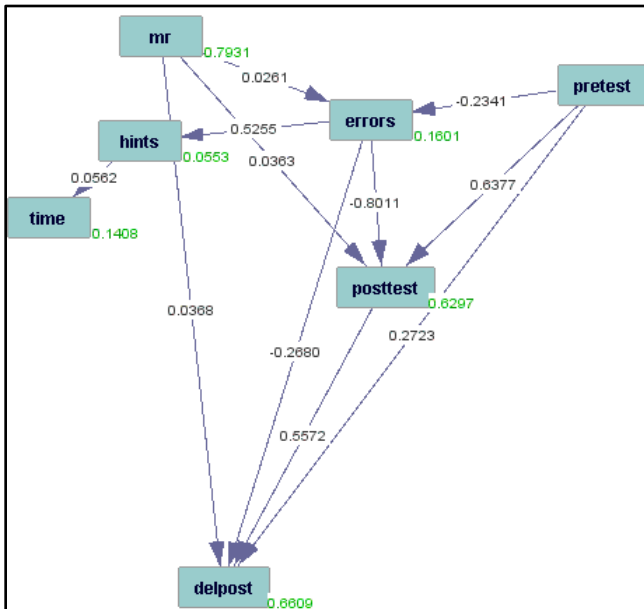 mr
-0.7931
pretest
0.0261
-0.2341
errors
0.1601
hints
0.0553
0.5255
0.0363
0.0562
0.6377
time
0.1408
-0.8011
posttest
0.6297
0.0368
0.2723
-0.2680
0.5572
delpost
0.6609